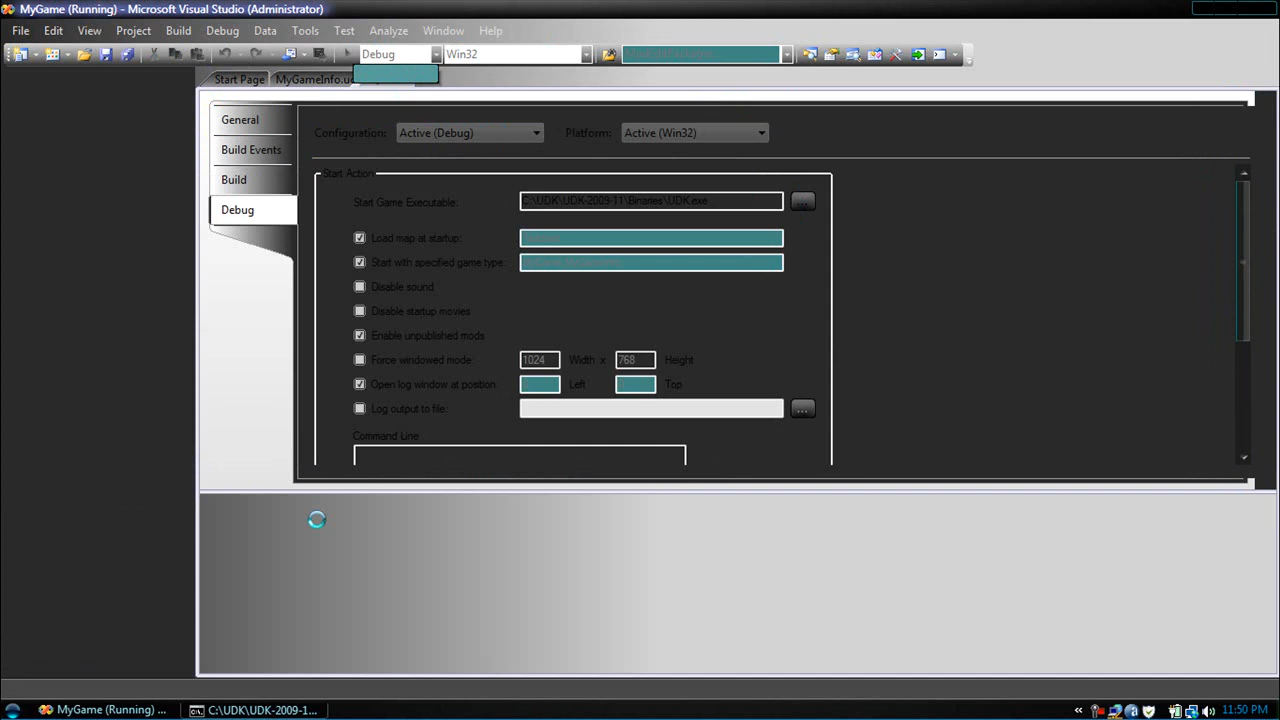 MyGame (Running) - Microsoft Visual Studio (Administrator)
File Edit View Project Build Debug Data Tools Test Analyze Window Help
Debug Win32
Start Page MyGameInfo.uc
General
Configuration: Active (Debug) Platform: Active (Win32)
Build Events
Build
Debug
Start Action
Start Game Executable: C:\UDK\UDK-2009-11\Binaries\UDK.exe ...
Load map at startup:
Start with specified game type:
Disable sound
Disable startup movies
Enable unpublished mods
Force windowed mode: 1024 Width x 768 Height
Open log window at position: Left Top
Log output to file: ...
Command Line
MyGame (Running) ... C:\UDK\UDK-2009-1... « 11:50 PM